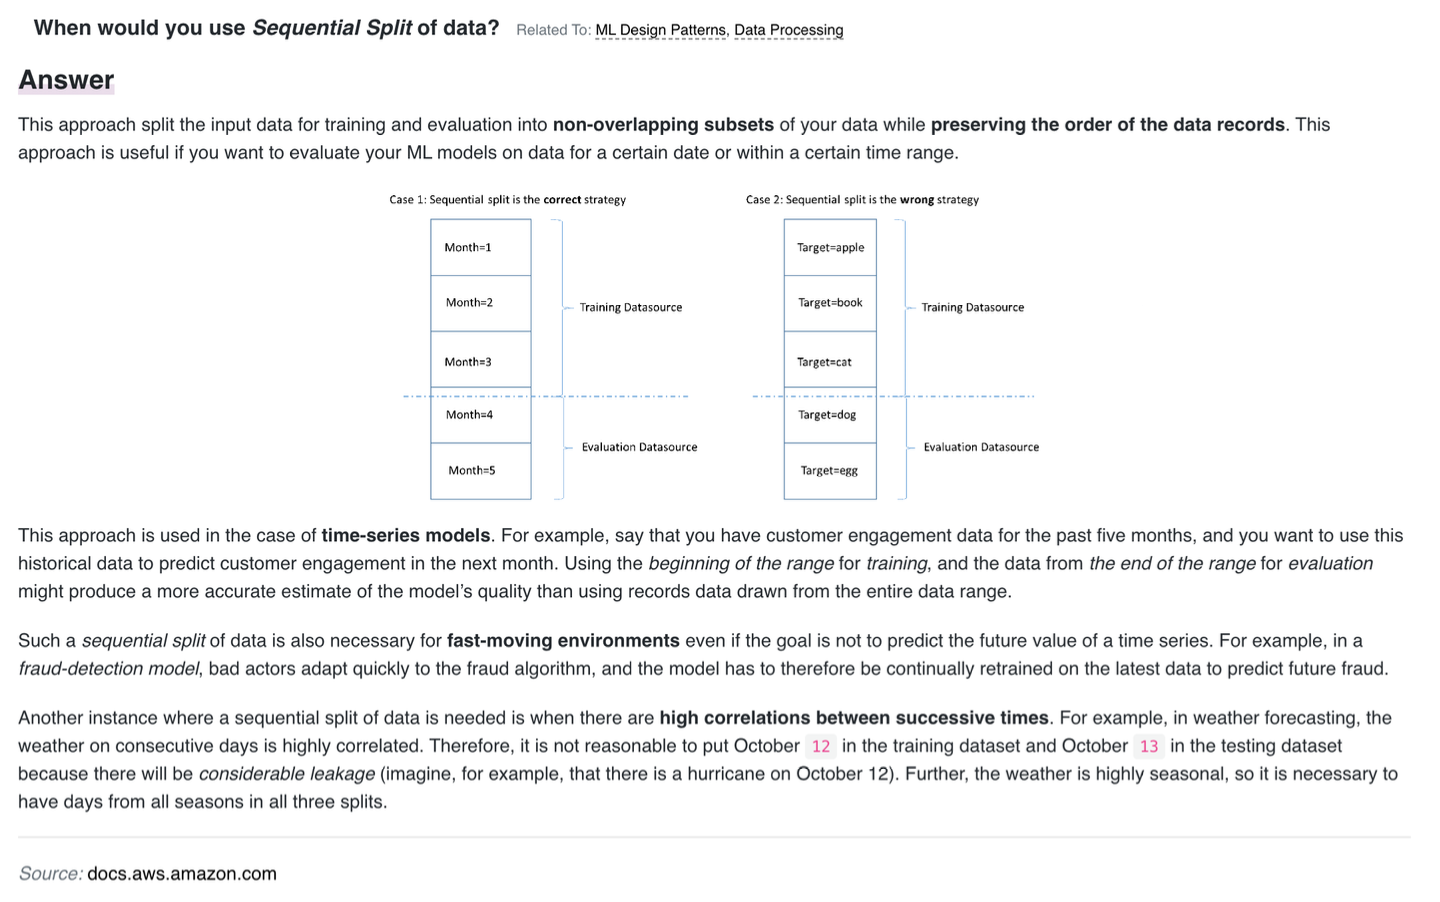 When would you use Sequential Split of data? Related To: ML Design Patterns, Data Processing
Answer
This approach split the input data for training and evaluation into non-overlapping subsets of your data while preserving the order of the data records. This
approach is useful if you want to evaluate your ML models on data for a certain date or within a certain time range.
Case 1: Sequential split is the correct strategy
Month=1
Month=2
Training Datasource
Month=3
Month=4
Evaluation Datasource
Month=5
Case 2: Sequential split is the wrong strategy
Target=apple
Target=book
Training Datasource
Target=cat
Target=dog
Evaluation Datasource
Target=egg
This approach is used in the case of time-series models. For example, say that you have customer engagement data for the past five months, and you want to use this
historical data to predict customer engagement in the next month. Using the beginning of the range for training, and the data from the end of the range for evaluation
might produce a more accurate estimate of the model’s quality than using records data drawn from the entire data range.
Such a sequential split of data is also necessary for fast-moving environments even if the goal is not to predict the future value of a time series. For example, in a
fraud-detection model, bad actors adapt quickly to the fraud algorithm, and the model has to therefore be continually retrained on the latest data to predict future fraud.
Another instance where a sequential split of data is needed is when there are high correlations between successive times. For example, in weather forecasting, the
weather on consecutive days is highly correlated. Therefore, it is not reasonable to put October 12 in the training dataset and October 13 in the testing dataset
because there will be considerable leakage (imagine, for example, that there is a hurricane on October 12). Further, the weather is highly seasonal, so it is necessary to
have days from all seasons in all three splits.
Source: docs.aws.amazon.com